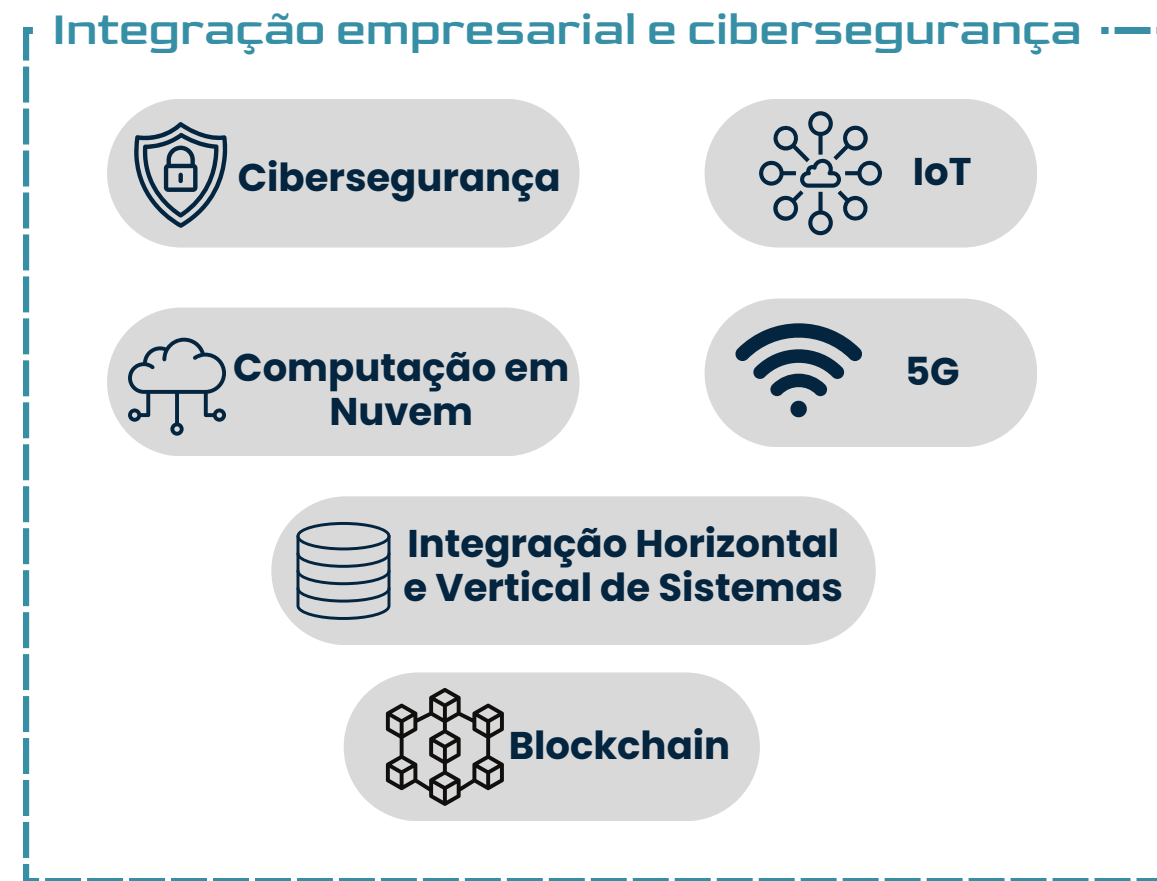 Integração empresarial e cibersegurança
Cibersegurança
IoT
Computação em
Nuvem
5G
Integração Horizontal
e Vertical de Sistemas
Blockchain